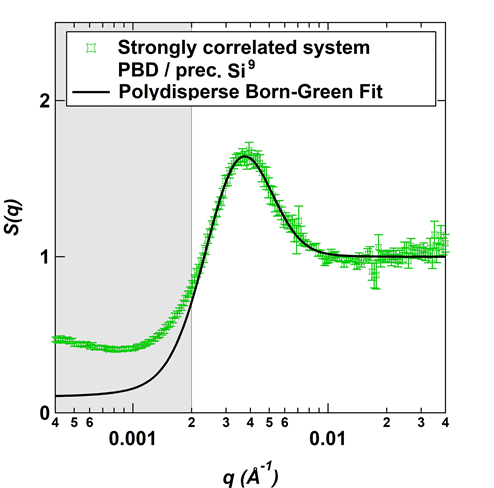 Strongly correlated system
PBD / prec. Si⁹
Polydisperse Born-Green Fit
2
1
0
S(q)
4 5 6 2 3 4 5 6 2 3 4
0.001 0.01
q (Å⁻¹)